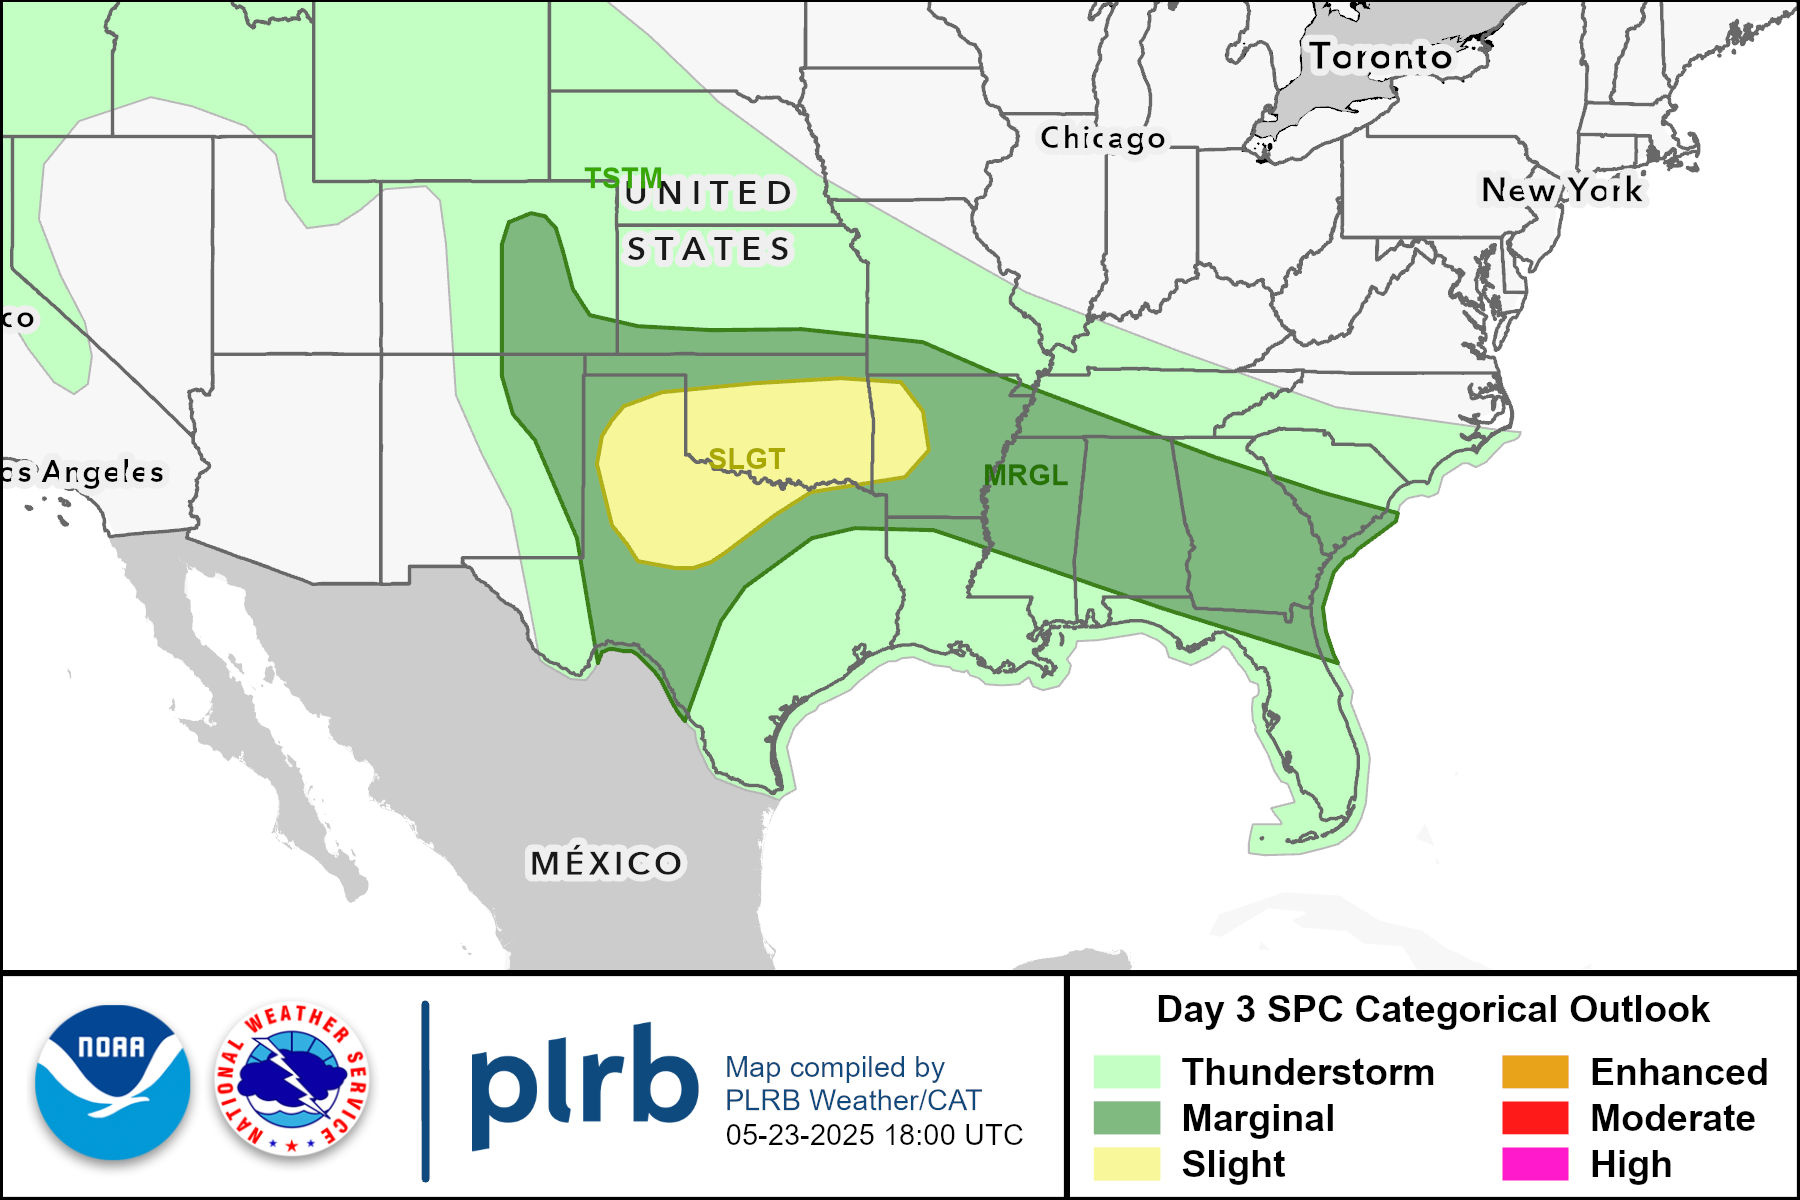 Toronto
Chicago
New York
TSTM
UNITED
STATES
co
SLGT
MRGL
os Angeles
MÉXICO
NOAA
NATIONAL WEATHER SERVICE
plrb
Map compiled by
PLRB Weather/CAT
05-23-2025 18:00 UTC
Day 3 SPC Categorical Outlook
Thunderstorm
Marginal
Slight
Enhanced
Moderate
High